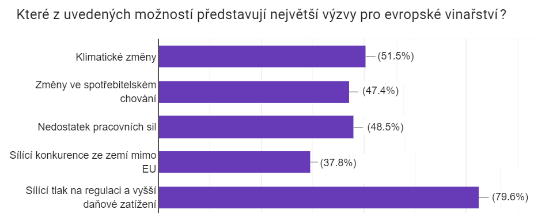 Které z uvedených možností představují největší výzvy pro evropské vinařství?
Klimatické změny
(51.5%)
Změny ve spotřebitelském
chování
(47.4%)
Nedostatek pracovních sil
(48.5%)
Sílící konkurence ze zemí mimo
EU
(37.8%)
Sílící tlak na regulaci a vyšší
daňové zatížení
(79.6%)